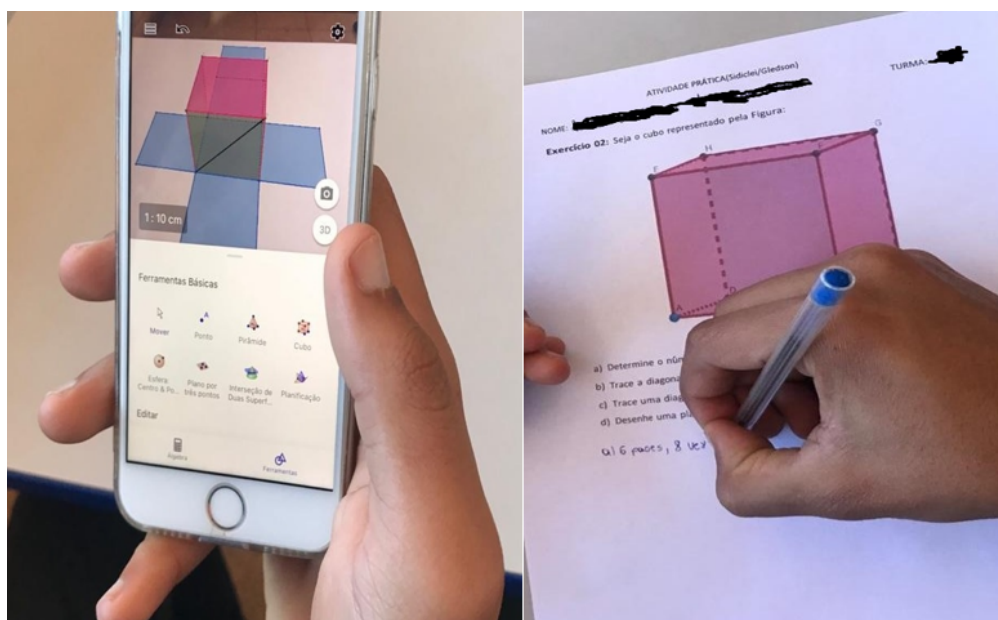 1 : 10 cm
3D
Ferramentas Básicas
Mover
Ponto
Pirâmide
Cubo
Esfera: Centro & Po...
Plano por três pontos
Interseção de Duas Superf...
Planificação
Editar
Álgebra
Ferramentas
ATIVIDADE PRÁTICA(Sidiclei/Gledson)
NOME:
TURMA:
Exercício 02: Seja o cubo representado pela Figura:
H
G
A
D
a) Determine o núm
b) Trace a diagona
c) Trace uma diag
d) Desenhe uma pl
a) 6 faces, 8 ver